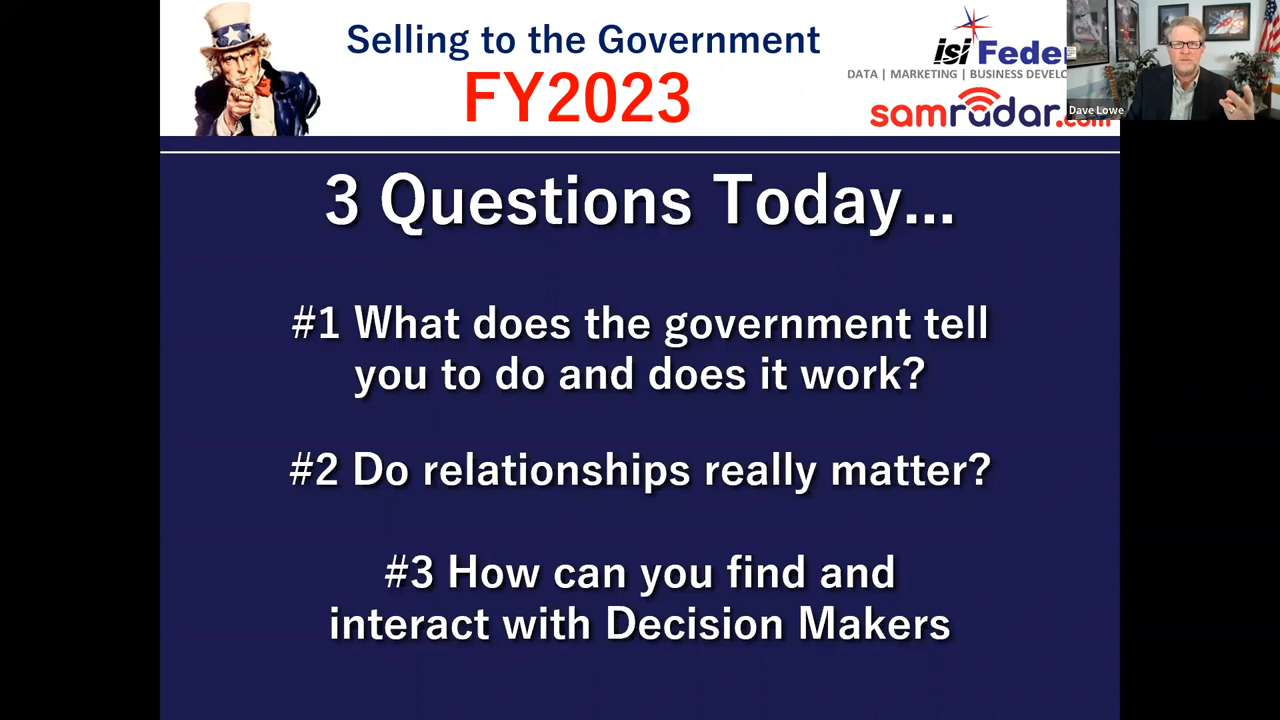 Selling to the Government
FY2023
isi Feder
DATA | MARKETING | BUSINESS DEVELO
samradar.com
Dave Lowe
3 Questions Today...
#1 What does the government tell
you to do and does it work?
#2 Do relationships really matter?
#3 How can you find and
interact with Decision Makers